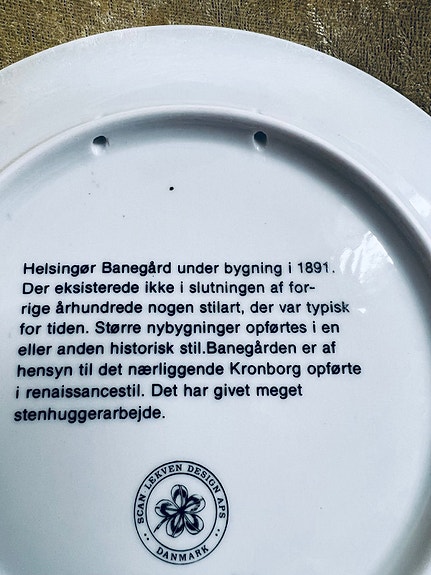 Helsingør Banegård under bygning i 1891.
Der eksisterede ikke i slutningen af for-
rige århundrede nogen stilart, der var typisk
for tiden. Større nybygninger opførtes i en
eller anden historisk stil.Banegården er af
hensyn til det nærliggende Kronborg opførte
i renaissancestil. Det har givet meget
stenhuggerarbejde.
SCAN LEKVEN DESIGN APS
DANMARK